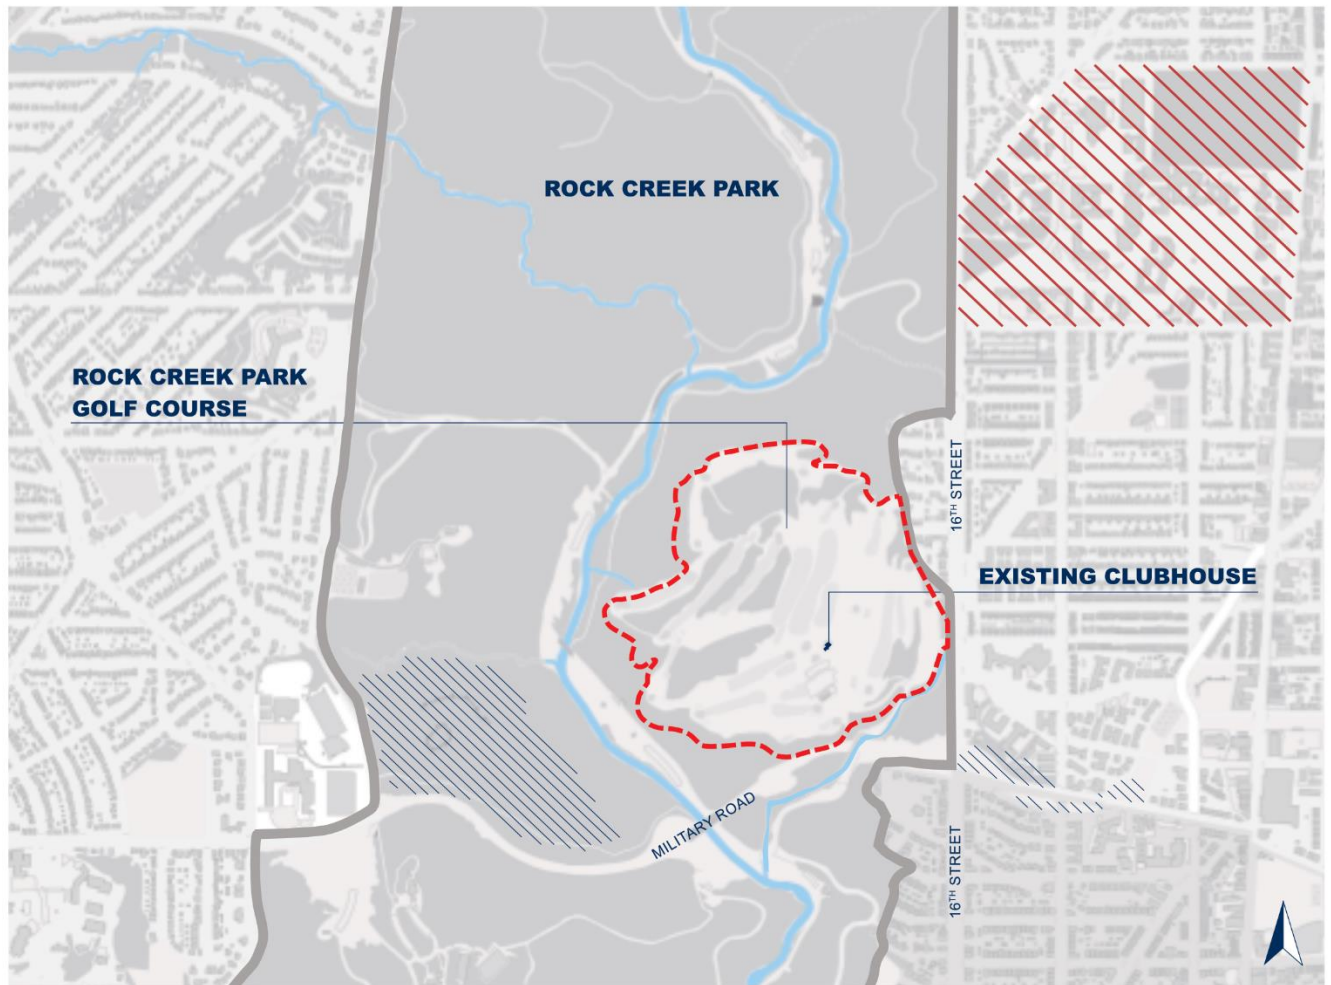 ROCK CREEK PARK
ROCK CREEK PARK
GOLF COURSE
16TH STREET
EXISTING CLUBHOUSE
MILITARY ROAD
16TH STREET